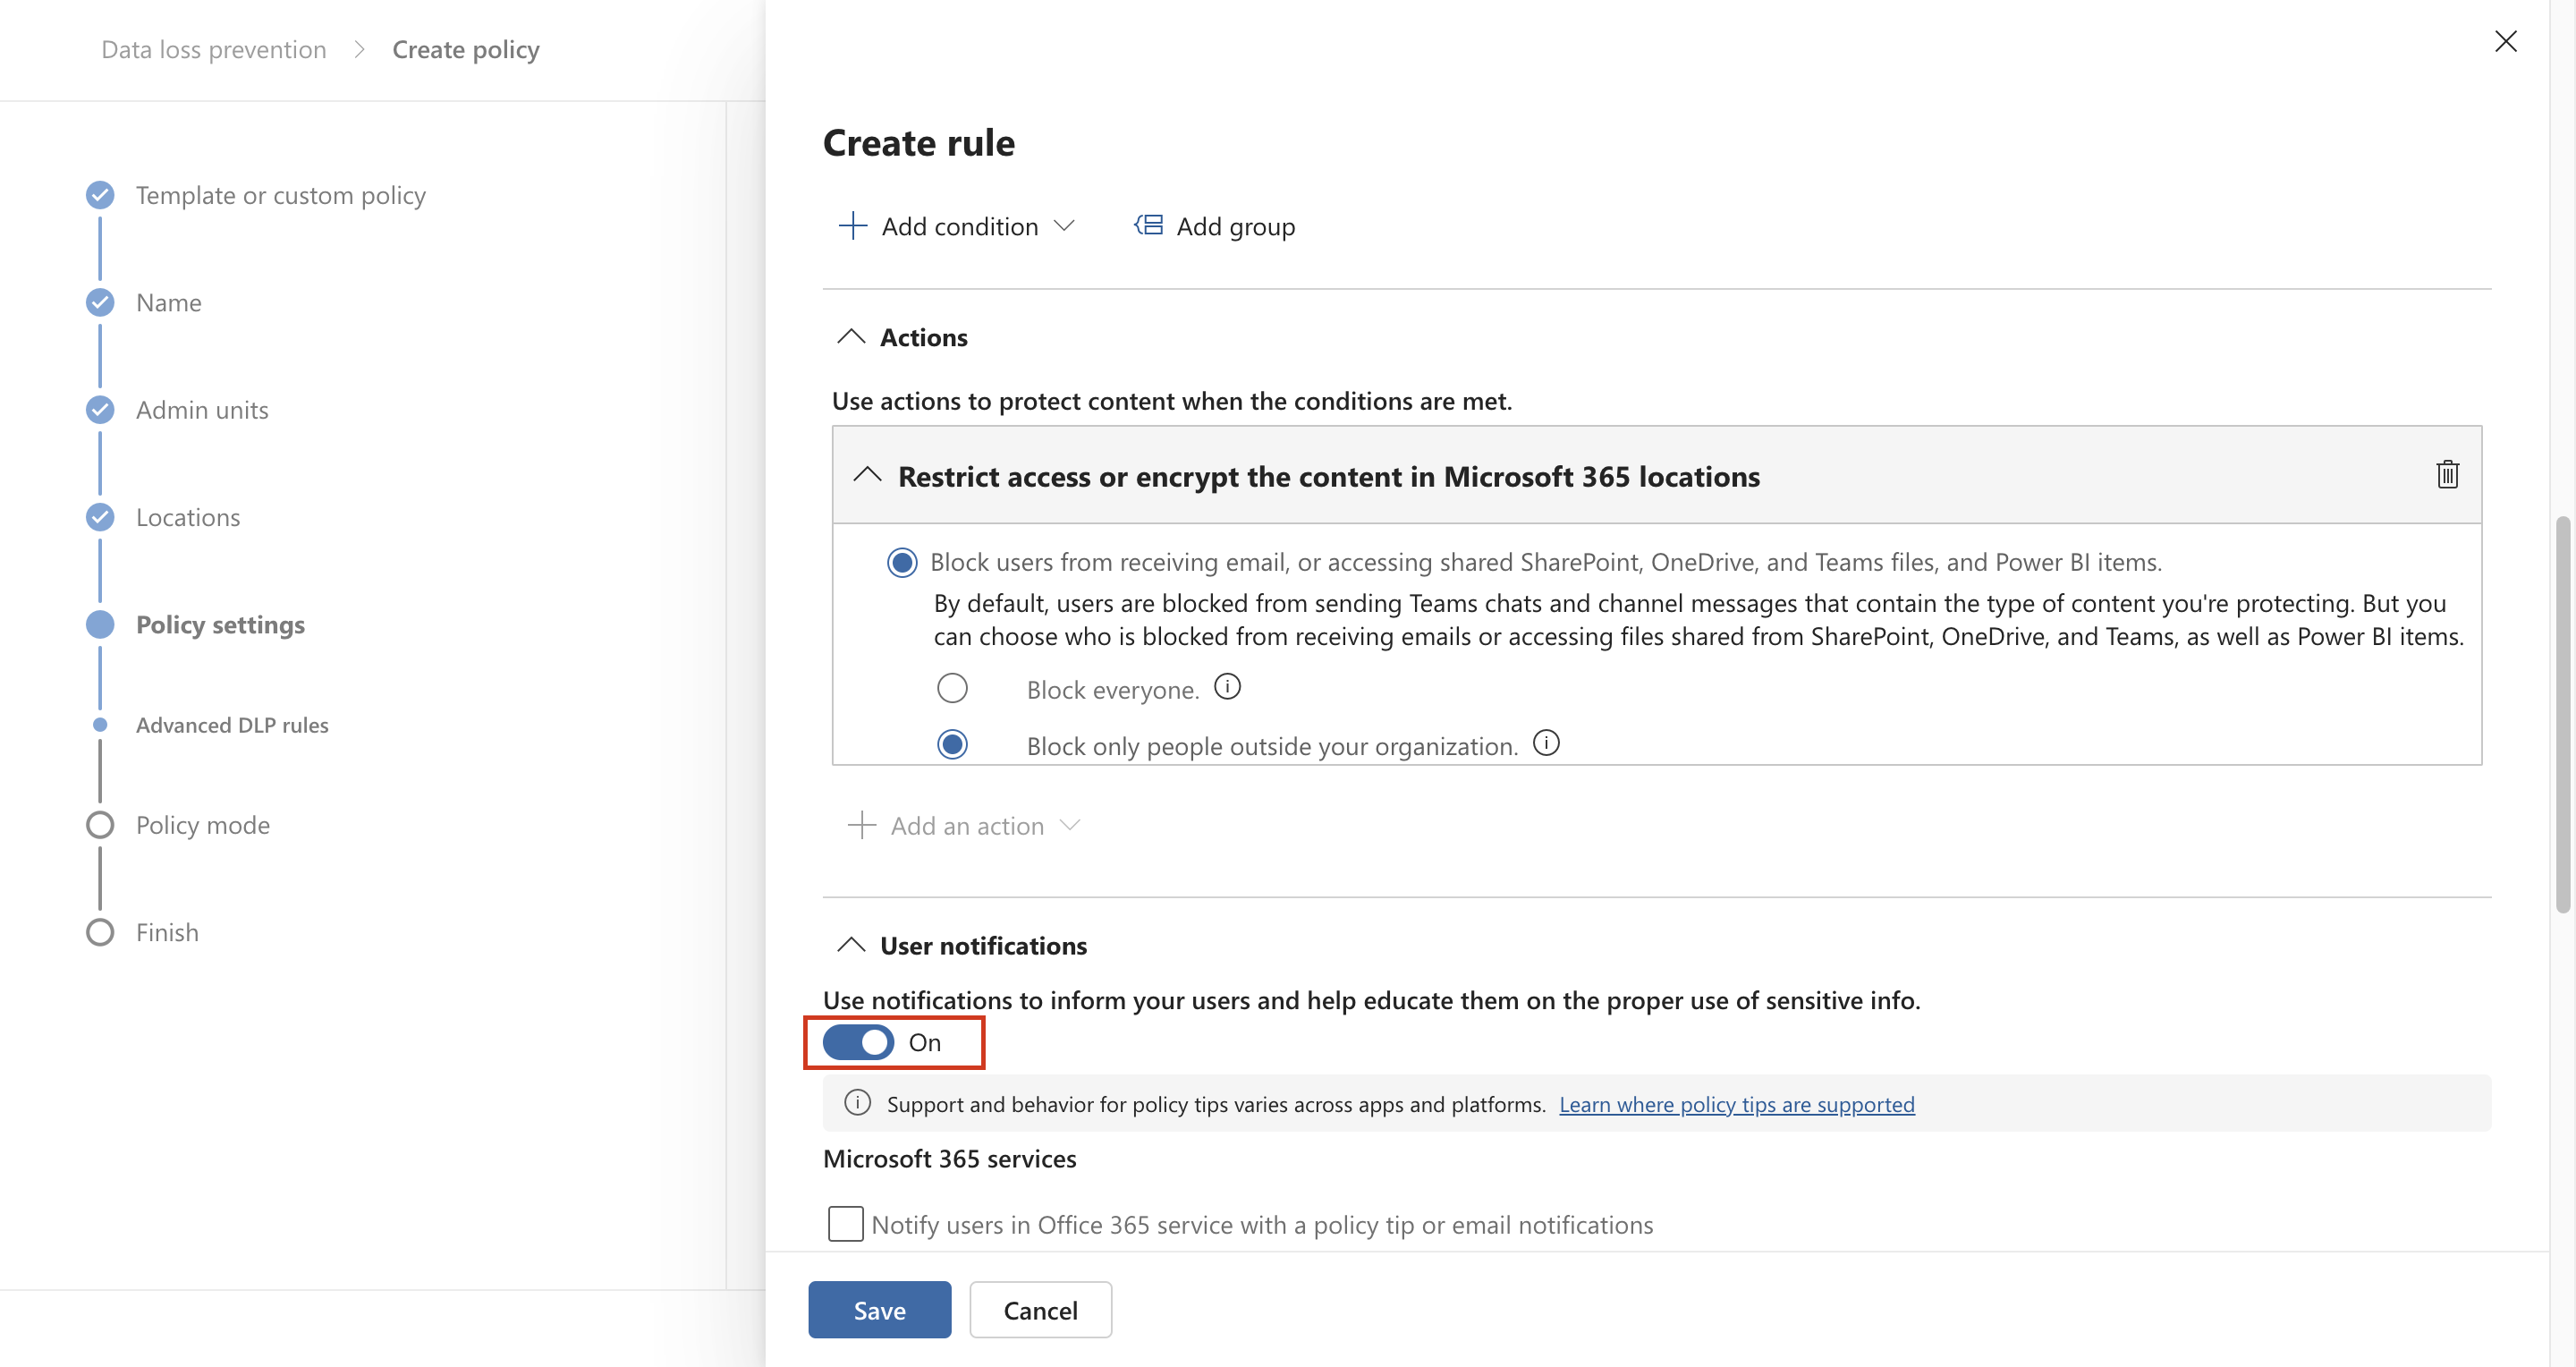 Data loss prevention > Create policy
Template or custom policy
Name
Admin units
Locations
Policy settings
Advanced DLP rules
Policy mode
Finish
Create rule
Add condition
Add group
Actions
Use actions to protect content when the conditions are met.
Restrict access or encrypt the content in Microsoft 365 locations
Block users from receiving email, or accessing shared SharePoint, OneDrive, and Teams files, and Power BI items.
By default, users are blocked from sending Teams chats and channel messages that contain the type of content you're protecting. But you
can choose who is blocked from receiving emails or accessing files shared from SharePoint, OneDrive, and Teams, as well as Power BI items.
Block everyone.
Block only people outside your organization.
Add an action
User notifications
Use notifications to inform your users and help educate them on the proper use of sensitive info.
On
Support and behavior for policy tips varies across apps and platforms. Learn where policy tips are supported
Microsoft 365 services
Notify users in Office 365 service with a policy tip or email notifications
Save
Cancel